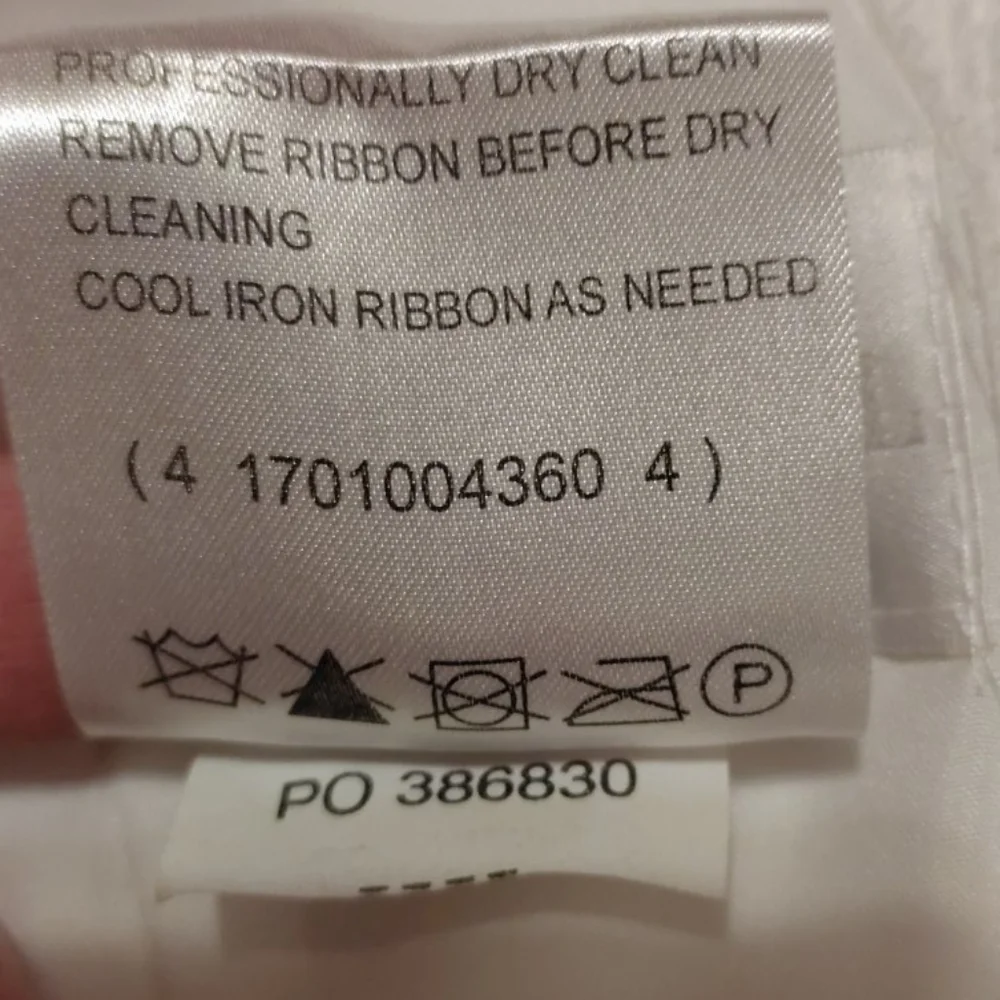 PROFESSIONALLY DRY CLEAN
REMOVE RIBBON BEFORE DRY
CLEANING
COOL IRON RIBBON AS NEEDED
( 4 1701004360 4 )
P
PO 386830